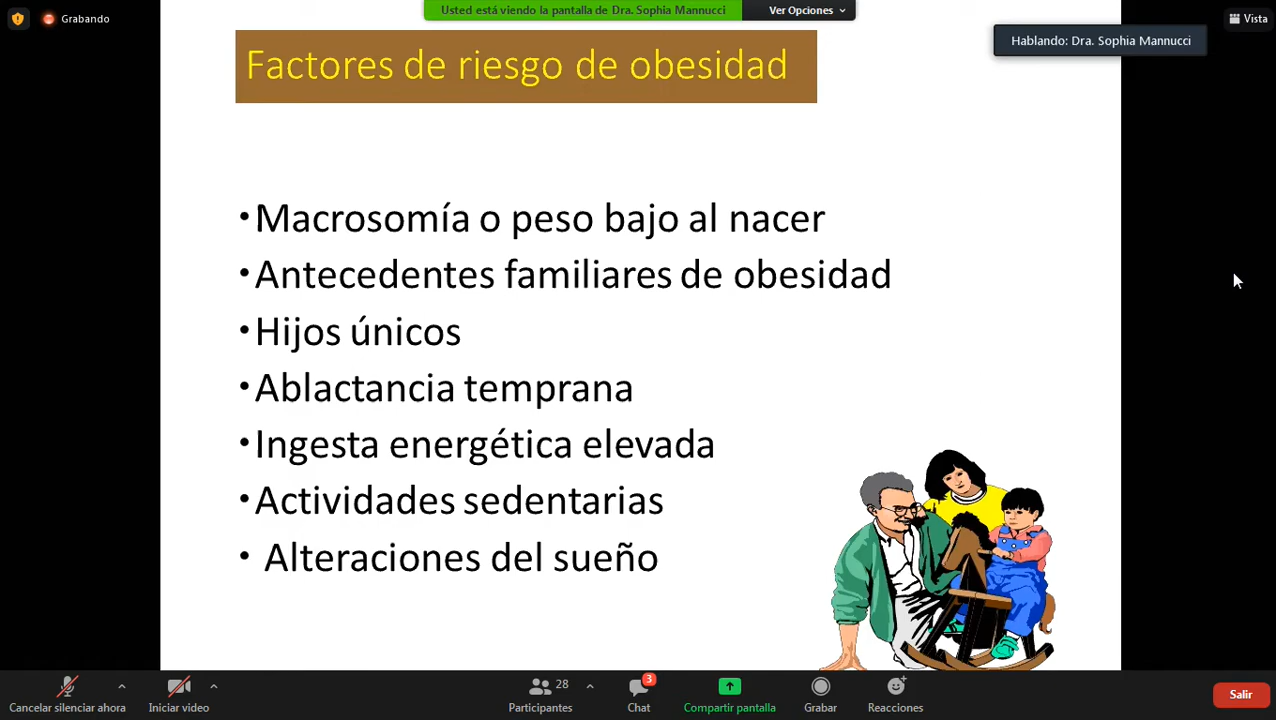 Grabando
Usted está viendo la pantalla de Dra. Sophia Mannucci
Ver Opciones
Vista
Hablando: Dra. Sophia Mannucci
Factores de riesgo de obesidad
•Macrosomía o peso bajo al nacer
•Antecedentes familiares de obesidad
•Hijos únicos
•Ablactancia temprana
•Ingesta energética elevada
•Actividades sedentarias
• Alteraciones del sueño
Cancelar silenciar ahora
Iniciar video
28
Participantes
3
Chat
Compartir pantalla
Grabar
Reacciones
Salir